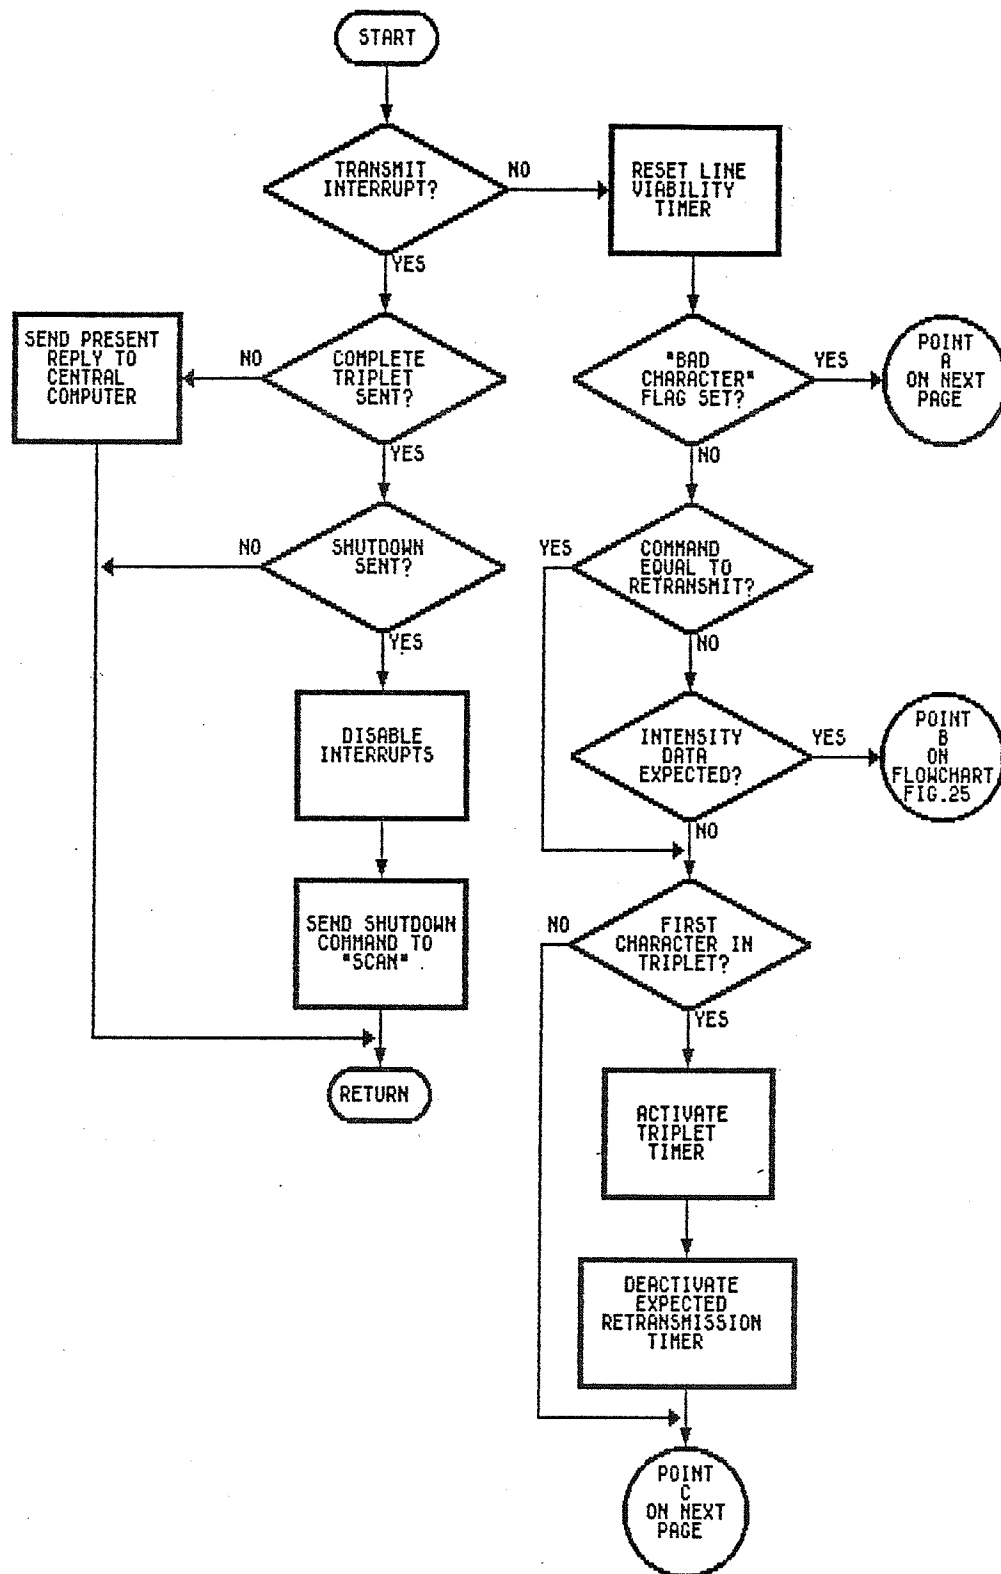 START
TRANSMIT
INTERRUPT?
NO
RESET LINE
VIABILITY
TIMER
YES
SEND PRESENT
REPLY TO
CENTRAL
COMPUTER
NO
COMPLETE
TRIPLET
SENT?
YES
"BAD
CHARACTER"
FLAG SET?
YES
POINT
A
ON NEXT
PAGE
NO
NO
SHUTDOWN
SENT?
YES
YES
COMMAND
EQUAL TO
RETRANSMIT?
NO
DISABLE
INTERRUPTS
INTENSITY
DATA
EXPECTED?
YES
POINT
B
ON
FLOWCHART
FIG.25
NO
SEND SHUTDOWN
COMMAND TO
"SCAN"
NO
FIRST
CHARACTER IN
TRIPLET?
YES
RETURN
ACTIVATE
TRIPLET
TIMER
DEACTIVATE
EXPECTED
RETRANSMISSION
TIMER
POINT
C
ON NEXT
PAGE